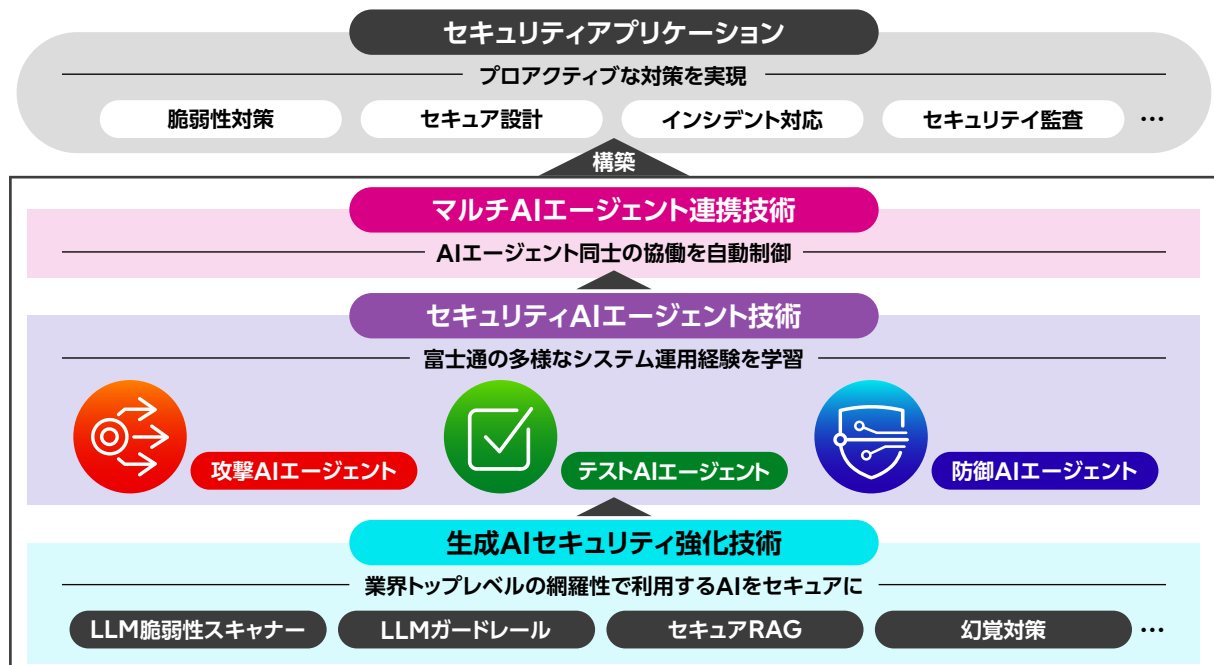 セキュリティアプリケーション
プロアクティブな対策を実現
脆弱性対策
セキュア設計
インシデント対応
セキュリテイ監査
…
構築
マルチAIエージェント連携技術
AIエージェント同士の協働を自動制御
セキュリティAIエージェント技術
富士通の多様なシステム運用経験を学習
攻撃AIエージェント
テストAIエージェント
防御AIエージェント
生成AIセキュリティ強化技術
業界トップレベルの網羅性で利用するAIをセキュアに
LLM脆弱性スキャナー
LLMガードレール
セキュアRAG
幻覚対策
…